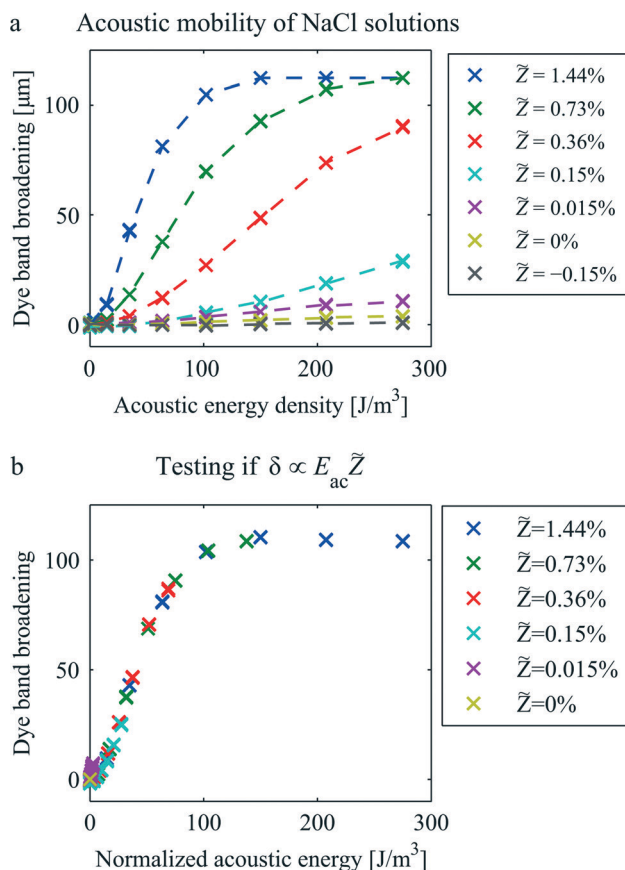 a Acoustic mobility of NaCl solutions
Dye band broadening [µm]
100
50
0
0 100 200 300
Acoustic energy density [J/m³]
Z̃ = 1.44%
Z̃ = 0.73%
Z̃ = 0.36%
Z̃ = 0.15%
Z̃ = 0.015%
Z̃ = 0%
Z̃ = −0.15%
b Testing if δ ∝ E_ac Z̃
Dye band broadening
100
50
0
0 100 200 300
Normalized acoustic energy [J/m³]
Z̃=1.44%
Z̃=0.73%
Z̃=0.36%
Z̃=0.15%
Z̃=0.015%
Z̃=0%